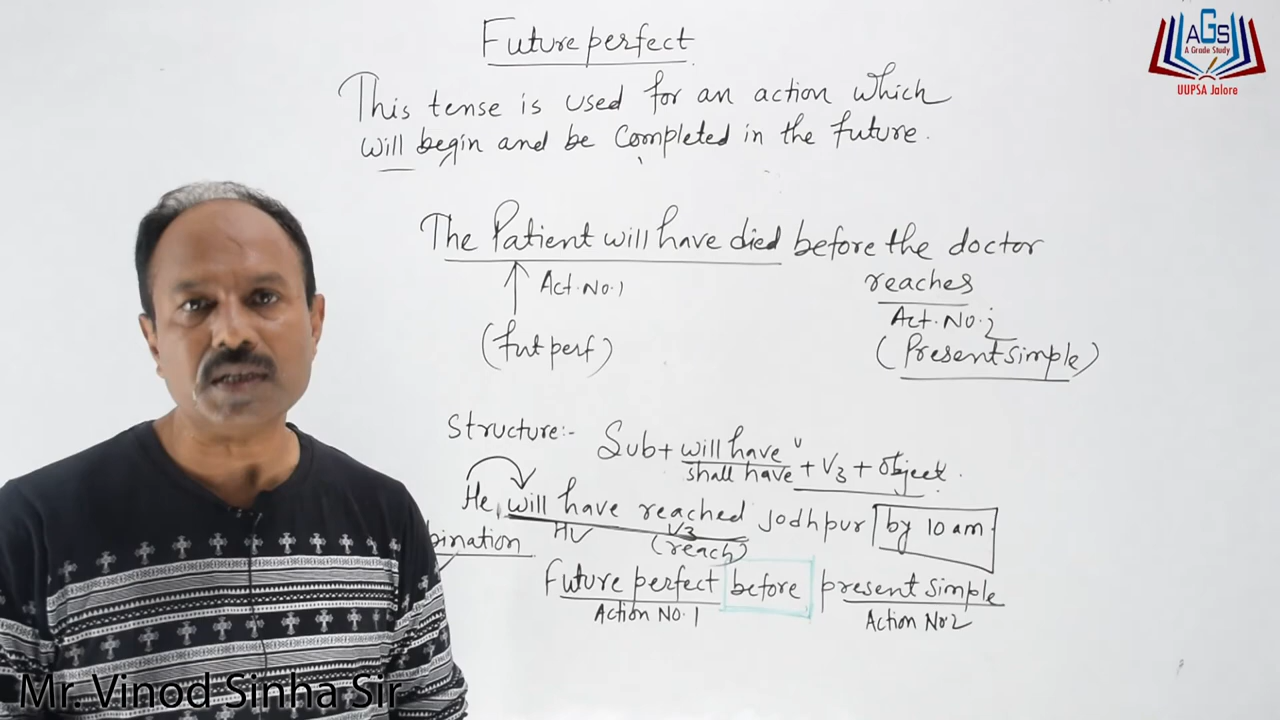 Future perfect
This tense is used for an action which
will begin and be completed in the future.
The Patient will have died before the doctor
reaches
Act. No. 1
Act. No. 2
(fut perf)
(Present simple)
Structure:-
Sub + will have + V3 + object.
shall have
He will have reached Jodhpur by 10 am
HV V3
(reach)
bination
Future perfect before present simple
Action No. 1 Action No 2
AGS
A Grade Study
UUPSA Jalore
Mr. Vinod Sinha Sir